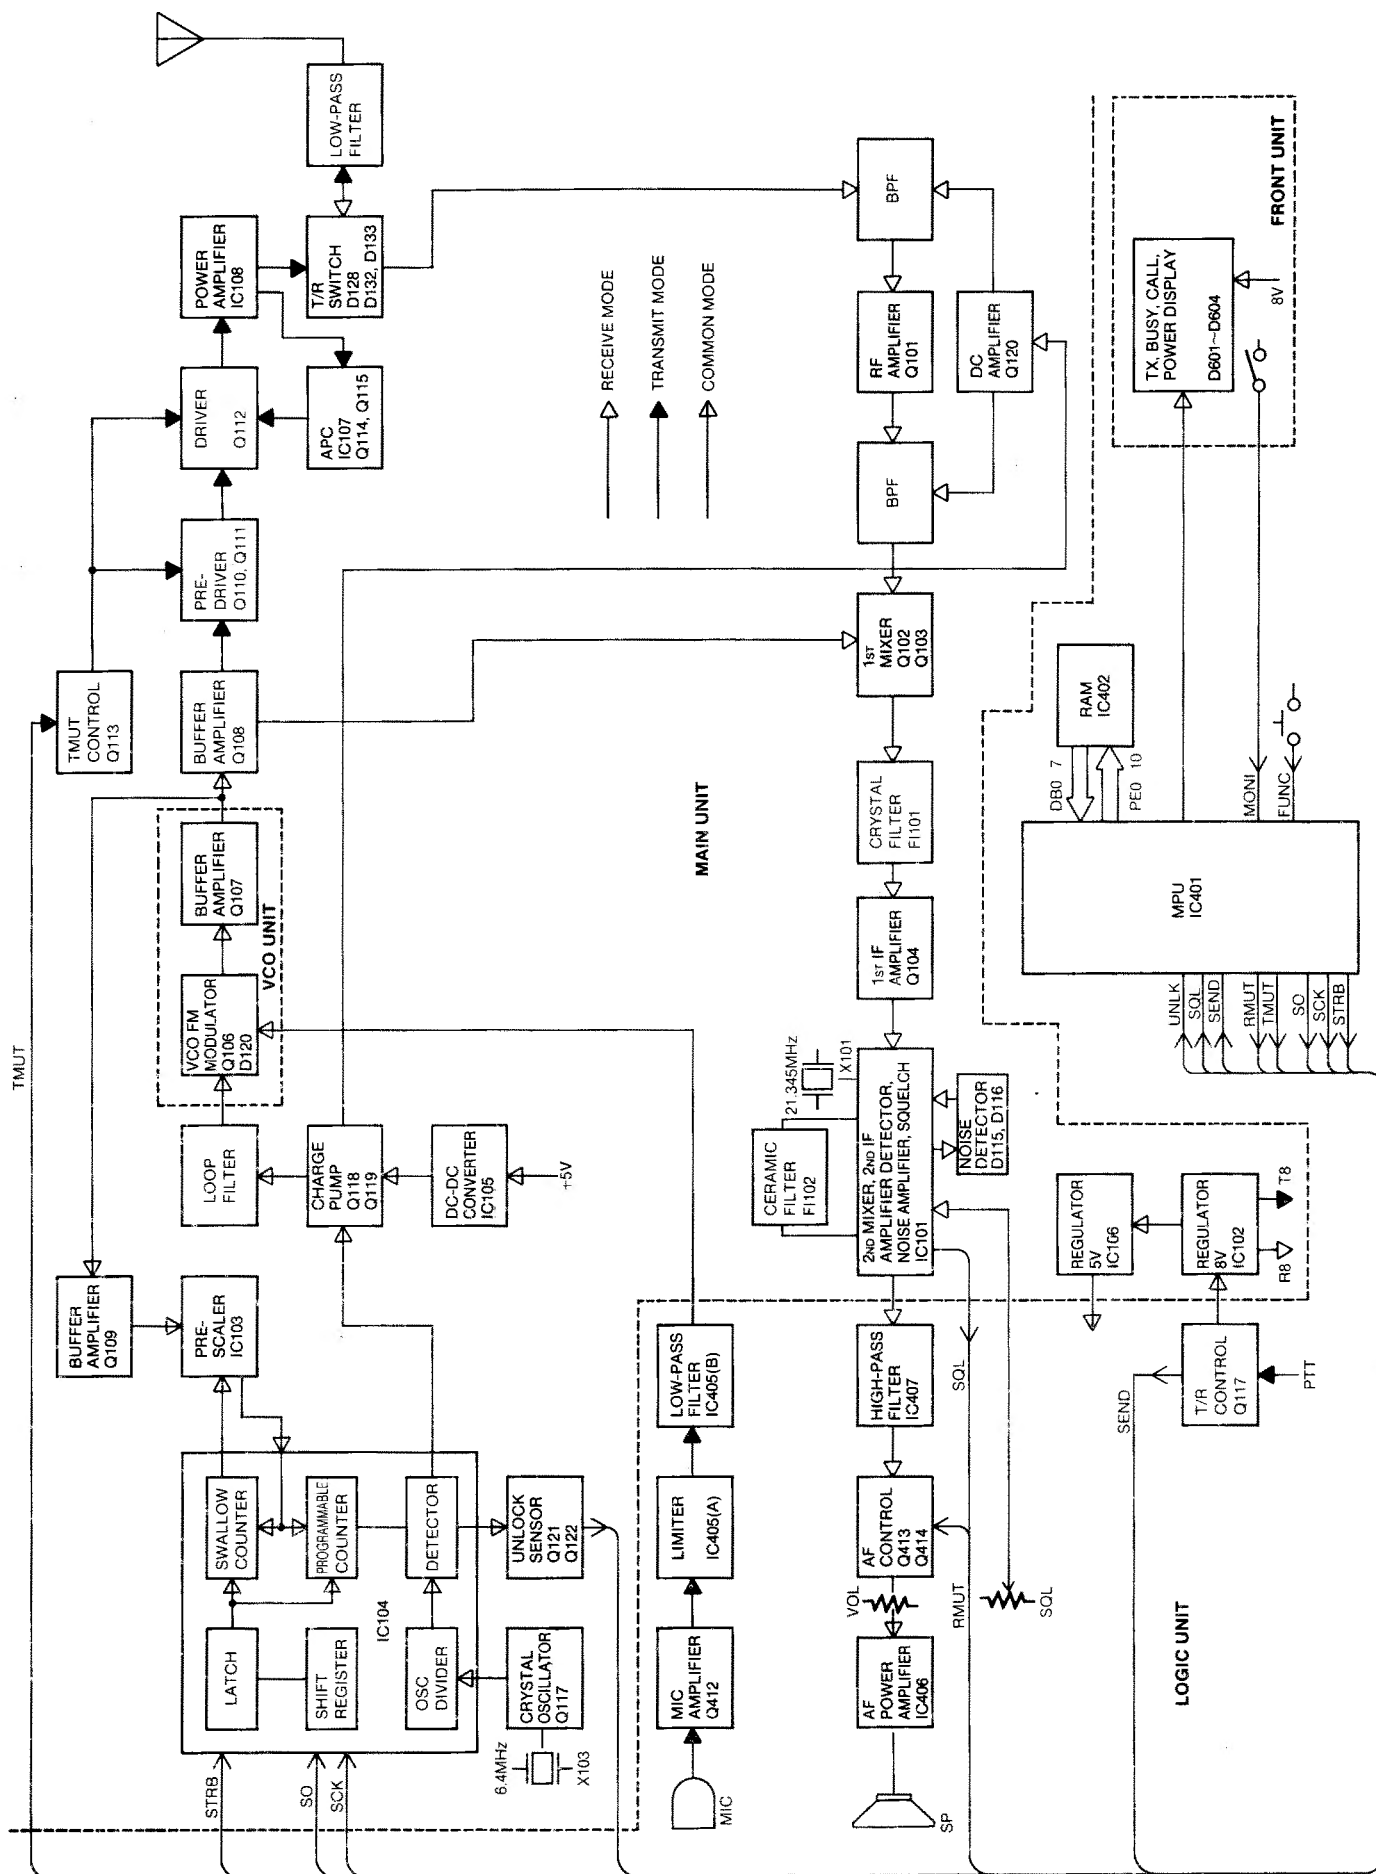 TMUT
TMUT
CONTROL
Q113
BUFFER
AMPLIFIER
Q109
PRE-
SCALER
IC103
LATCH
SWALLOW
COUNTER
SHIFT
REGISTER
PROGRAMMABLE
COUNTER
IC104
OSC
DIVIDER
DETECTOR
CRYSTAL
OSCILLATOR
Q117
UNLOCK
SENSOR
Q121
Q122
6.4MHz
X103
STRB
SO
SCK
LOOP
FILTER
CHARGE
PUMP
Q118
Q119
DC-DC
CONVERTER
IC105
+5V
VCO FM
MODULATOR
Q106
D120
BUFFER
AMPLIFIER
Q107
VCO UNIT
BUFFER
AMPLIFIER
Q108
PRE-
DRIVER
Q110, Q111
DRIVER
Q112
POWER
AMPLIFIER
IC108
APC
IC107
Q114, Q115
T/R
SWITCH
D128
D132, D133
LOW-PASS
FILTER
RECEIVE MODE
TRANSMIT MODE
COMMON MODE
MAIN UNIT
MIC
MIC
AMPLIFIER
Q412
LIMITER
IC405(A)
LOW-PASS
FILTER
IC405(B)
21.345MHz
X101
CERAMIC
FILTER
FI102
SP
AF
POWER
AMPLIFIER
IC406
VOL
AF
CONTROL
Q413
Q414
HIGH-PASS
FILTER
IC407
2ND MIXER, 2ND IF
AMPLIFIER DETECTOR,
NOISE AMPLIFIER, SQUELCH
IC101
1ST IF
AMPLIFIER
Q104
CRYSTAL
FILTER
FI101
1ST
MIXER
Q102
Q103
BPF
RF
AMPLIFIER
Q101
BPF
DC
AMPLIFIER
Q120
NOISE
DETECTOR
D115, D116
RMUT
SQL
SQL
REGULATOR
5V
IC106
REGULATOR
8V
IC102
R8
T8
SEND
T/R
CONTROL
Q117
PTT
LOGIC UNIT
UNLK
SQL
SEND
RMUT
TMUT
SO
SCK
STRB
MPU
IC401
DB0 7
PE0 10
RAM
IC402
MONI
FUNC
TX, BUSY, CALL,
POWER DISPLAY
D601~D604
8V
FRONT UNIT